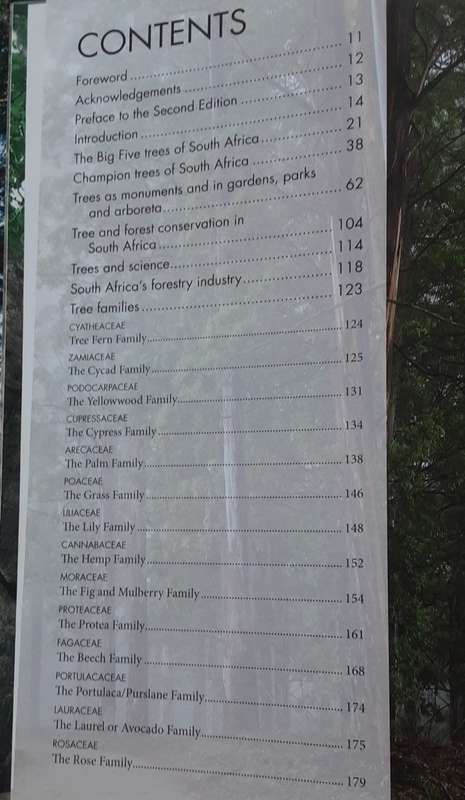 CONTENTS
Foreword ........ 11
Acknowledgements ........ 12
Preface to the Second Edition ........ 13
Introduction ........ 14
The Big Five trees of South Africa ........ 21
Champion trees of South Africa ........ 38
Trees as monuments and in gardens, parks
and arboreta ........ 62
Tree and forest conservation in
South Africa ........ 104
Trees and science ........ 114
South Africa's forestry industry ........ 118
Tree families ........ 123
CYATHEACEAE
Tree Fern Family ........ 124
ZAMIACEAE
The Cycad Family ........ 125
PODOCARPACEAE
The Yellowwood Family ........ 131
CUPRESSACEAE
The Cypress Family ........ 134
ARECACEAE
The Palm Family ........ 138
POACEAE
The Grass Family ........ 146
LILIACEAE
The Lily Family ........ 148
CANNABACEAE
The Hemp Family ........ 152
MORACEAE
The Fig and Mulberry Family ........ 154
PROTEACEAE
The Protea Family ........ 161
FAGACEAE
The Beech Family ........ 168
PORTULACACEAE
The Portulaca/Purslane Family ........ 174
LAURACEAE
The Laurel or Avocado Family ........ 175
ROSACEAE
The Rose Family ........ 179